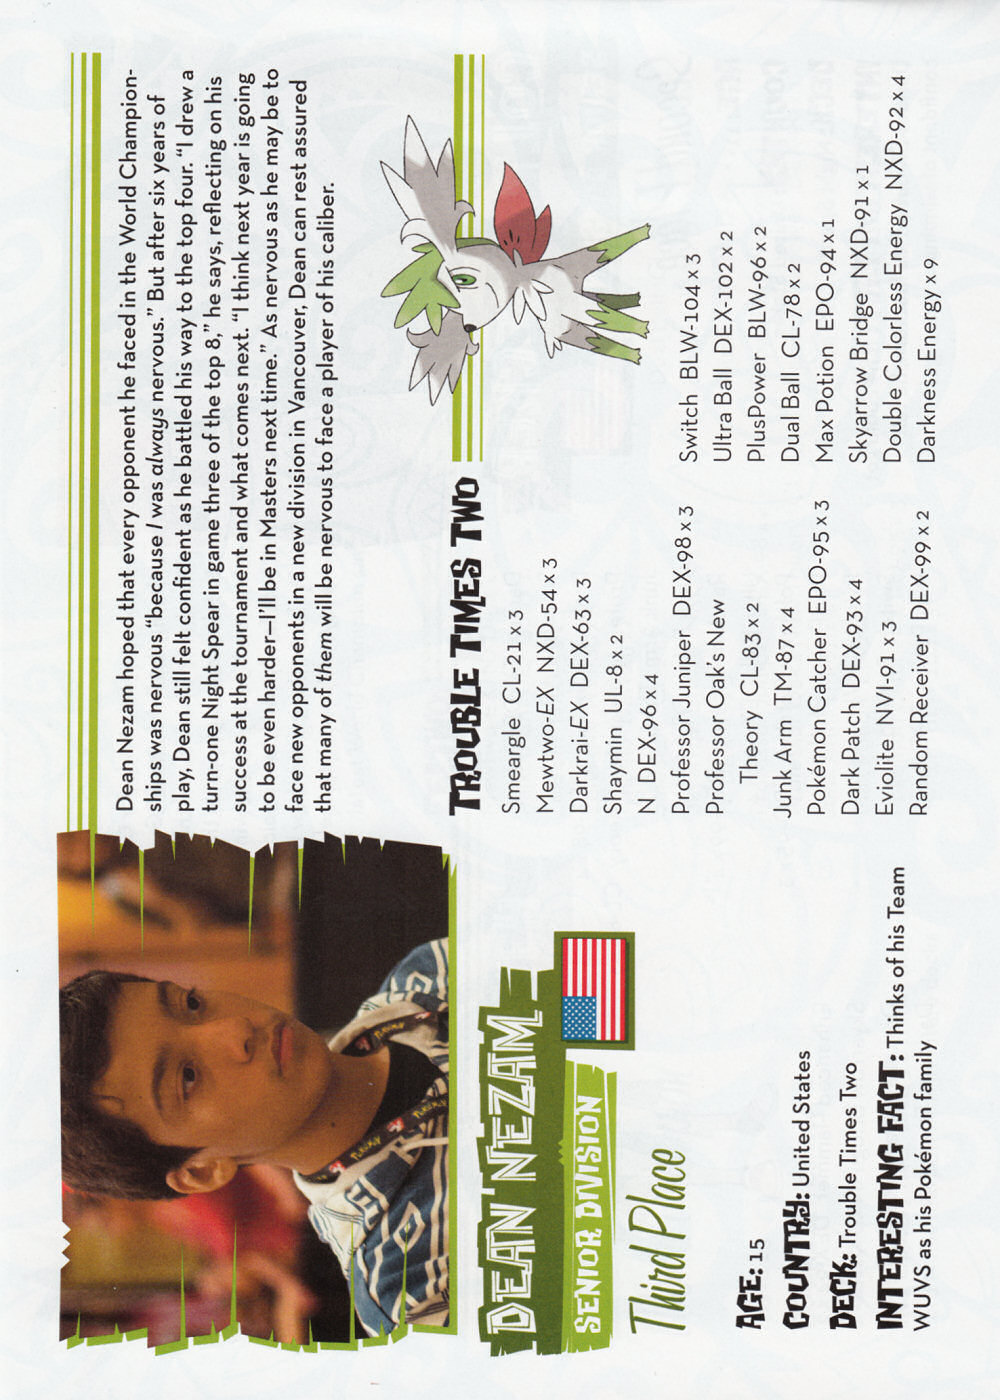 Dean Nezam hoped that every opponent he faced in the World Champion-
ships was nervous “because I was always nervous.” But after six years of
play, Dean still felt confident as he battled his way to the top four. “I drew a
turn-one Night Spear in game three of the top 8,” he says, reflecting on his
success at the tournament and what comes next. “I think next year is going
to be even harder—I’ll be in Masters next time.” As nervous as he may be to
face new opponents in a new division in Vancouver, Dean can rest assured
that many of them will be nervous to face a player of his caliber.
DEAN NEZAM
SENIOR DIVISION
Third Place
AGE: 15
COUNTRY: United States
DECK: Trouble Times Two
INTERESTING FACT: Thinks of his Team
WUVS as his Pokémon family
TROUBLE TIMES TWO
Smeargle CL-21 x 3
Mewtwo-EX NXD-54 x 3
Darkrai-EX DEX-63 x 3
Shaymin UL-8 x 2
N DEX-96 x 4
Professor Juniper DEX-98 x 3
Professor Oak’s New
Theory CL-83 x 2
Junk Arm TM-87 x 4
Pokémon Catcher EPO-95 x 3
Dark Patch DEX-93 x 4
Eviolite NVI-91 x 3
Random Receiver DEX-99 x 2
Switch BLW-104 x 3
Ultra Ball DEX-102 x 2
PlusPower BLW-96 x 2
Dual Ball CL-78 x 2
Max Potion EPO-94 x 1
Skyarrow Bridge NXD-91 x 1
Double Colorless Energy NXD-92 x 4
Darkness Energy x 9